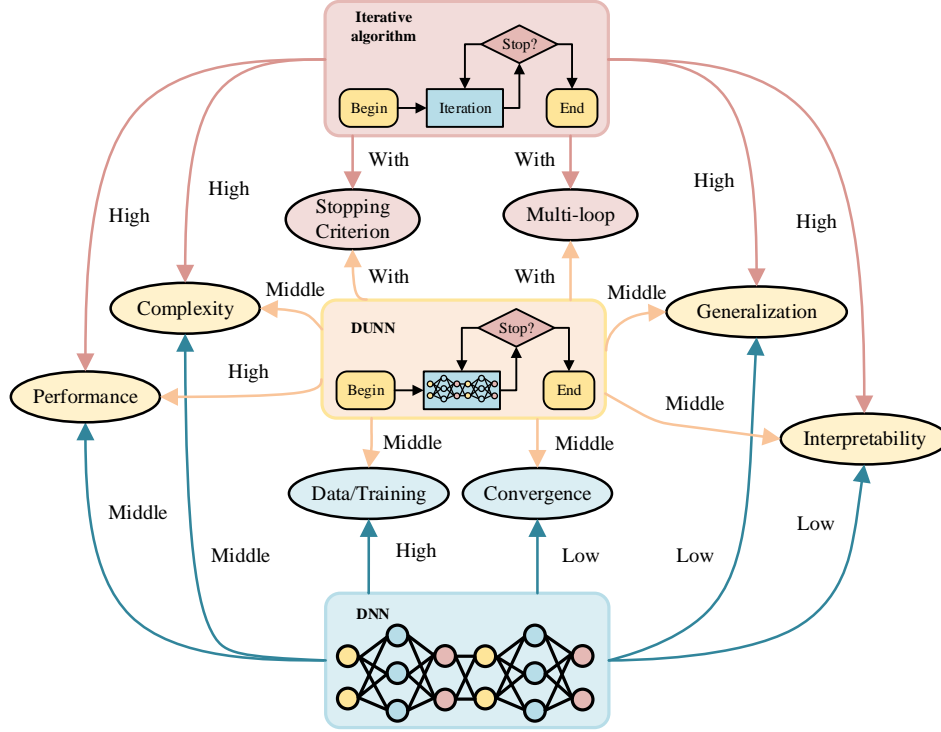 Iterative
algorithm
Stop?
Begin
Iteration
End
With
With
High
High
High
High
Stopping
Criterion
Multi-loop
With
With
Middle
Middle
Complexity
Generalization
DUNN
Stop?
Begin
End
High
Middle
Performance
Interpretability
Middle
Middle
Data/Training
Convergence
Middle
Middle
High
Low
Low
Low
DNN